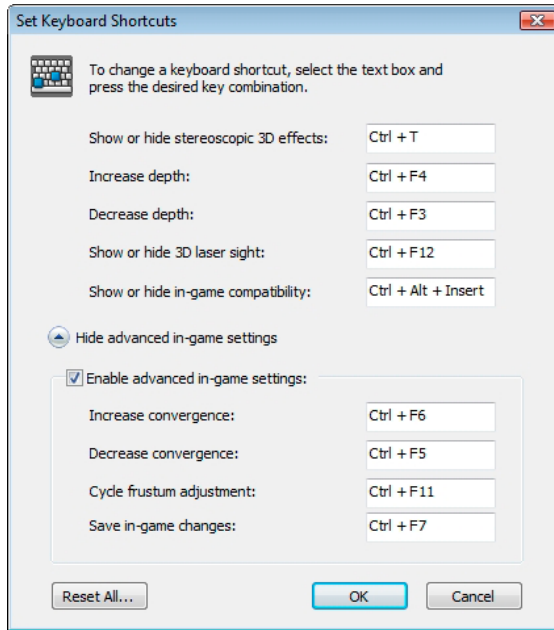 Set Keyboard Shortcuts
To change a keyboard shortcut, select the text box and
press the desired key combination.
Show or hide stereoscopic 3D effects: Ctrl + T
Increase depth: Ctrl + F4
Decrease depth: Ctrl + F3
Show or hide 3D laser sight: Ctrl + F12
Show or hide in-game compatibility: Ctrl + Alt + Insert
Hide advanced in-game settings
Enable advanced in-game settings:
Increase convergence: Ctrl + F6
Decrease convergence: Ctrl + F5
Cycle frustum adjustment: Ctrl + F11
Save in-game changes: Ctrl + F7
Reset All... OK Cancel